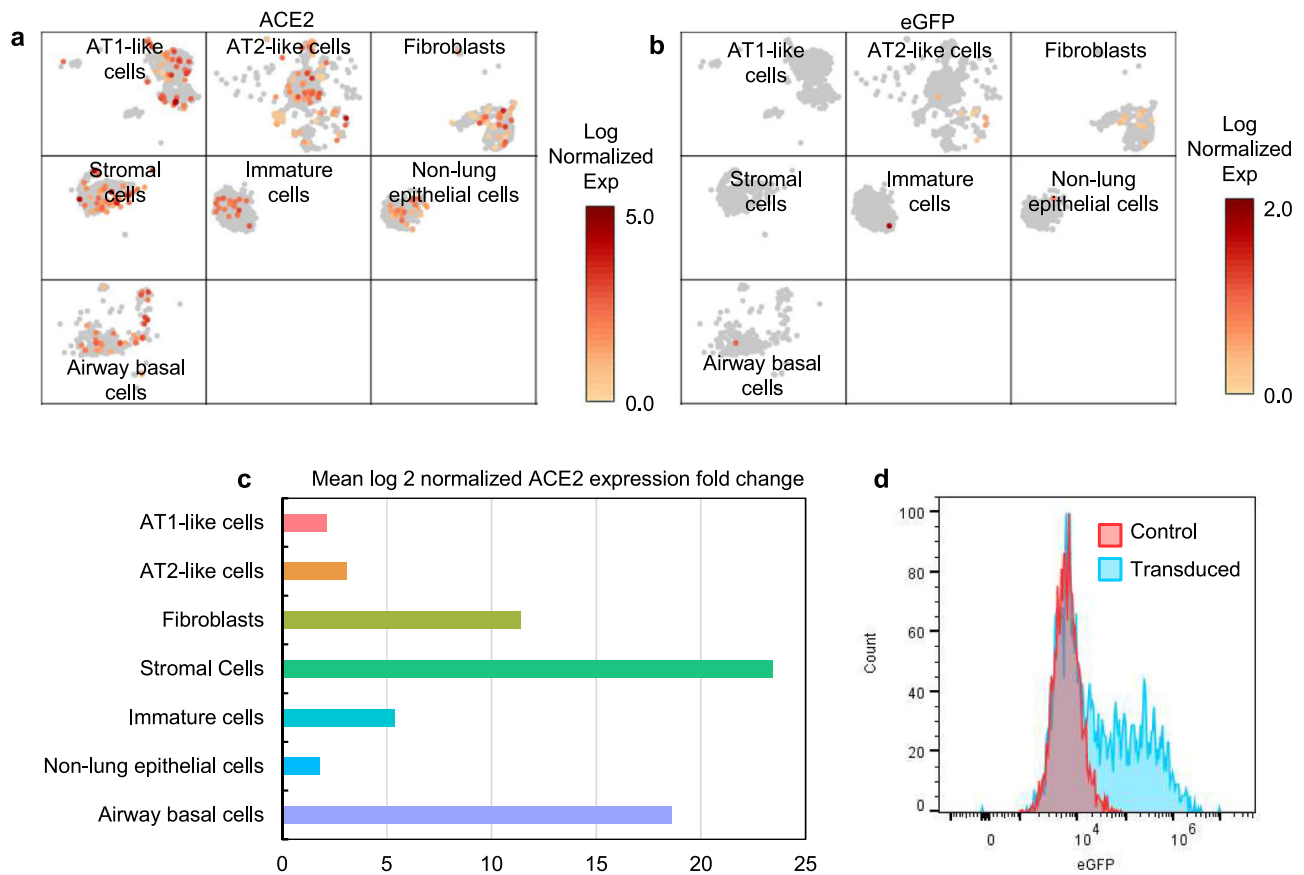 a
ACE2
AT1-like
cells
AT2-like cells
Fibroblasts
Stromal
cells
Immature
cells
Non-lung
epithelial cells
Airway basal
cells
Log
Normalized
Exp
5.0
0.0
b
eGFP
AT1-like
cells
AT2-like cells
Fibroblasts
Stromal
cells
Immature
cells
Non-lung
epithelial cells
Airway basal
cells
Log
Normalized
Exp
2.0
0.0
c
Mean log 2 normalized ACE2 expression fold change
AT1-like cells
AT2-like cells
Fibroblasts
Stromal Cells
Immature cells
Non-lung epithelial cells
Airway basal cells
0 5 10 15 20 25
d
Control
Transduced
Count
100
80
60
40
20
0
0 10^4 10^6
eGFP